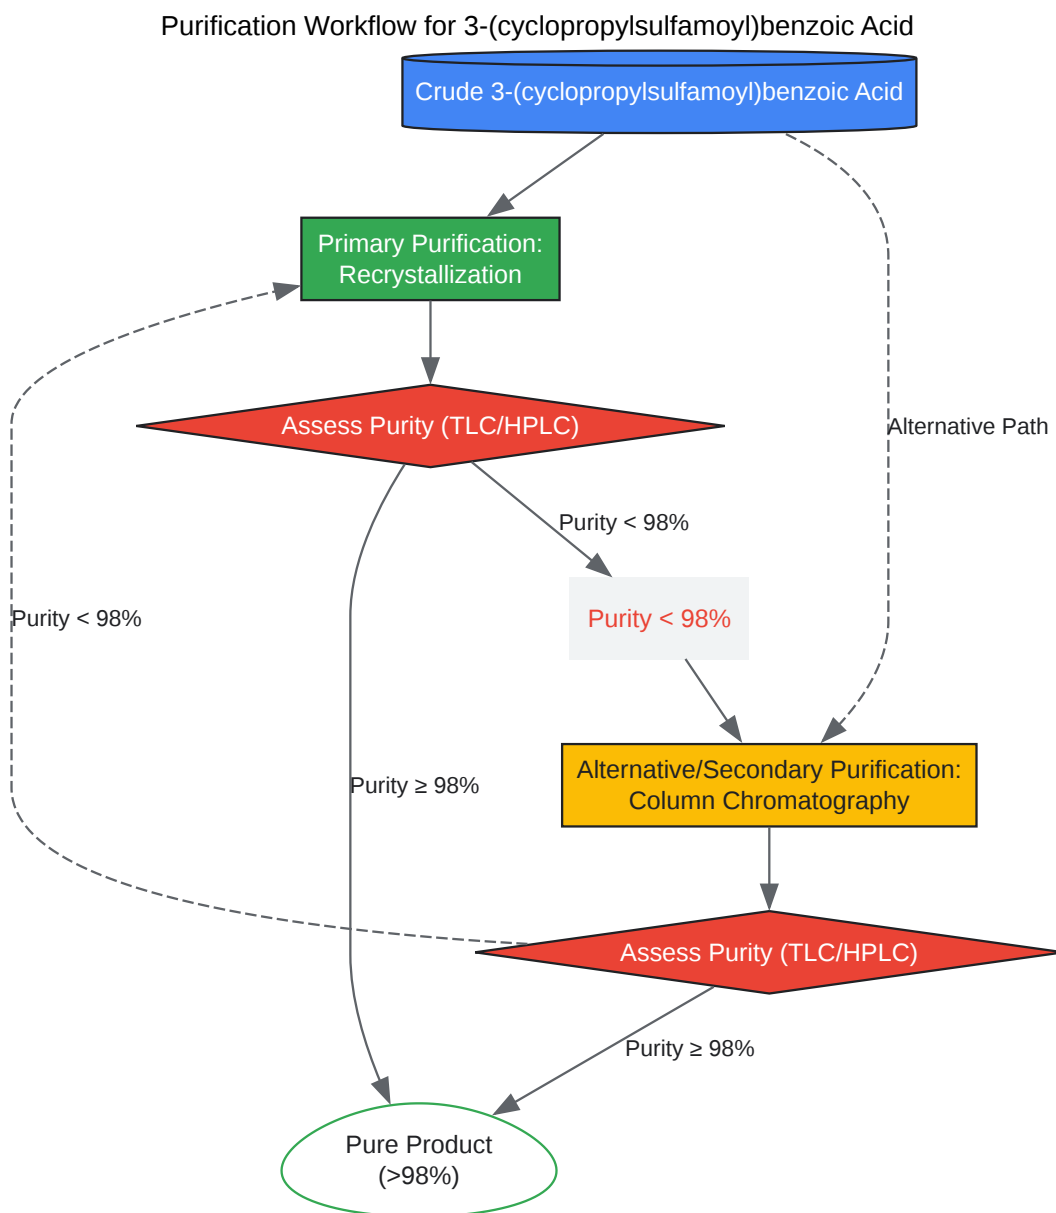 Purification Workflow for 3-(cyclopropylsulfamoyl)benzoic Acid
Crude 3-(cyclopropylsulfamoyl)benzoic Acid
Primary Purification:
Recrystallization
Assess Purity (TLC/HPLC)
Alternative Path
Purity < 98%
Purity < 98%
Purity < 98%
Alternative/Secondary Purification:
Column Chromatography
Purity ≥ 98%
Assess Purity (TLC/HPLC)
Purity ≥ 98%
Pure Product
(>98%)